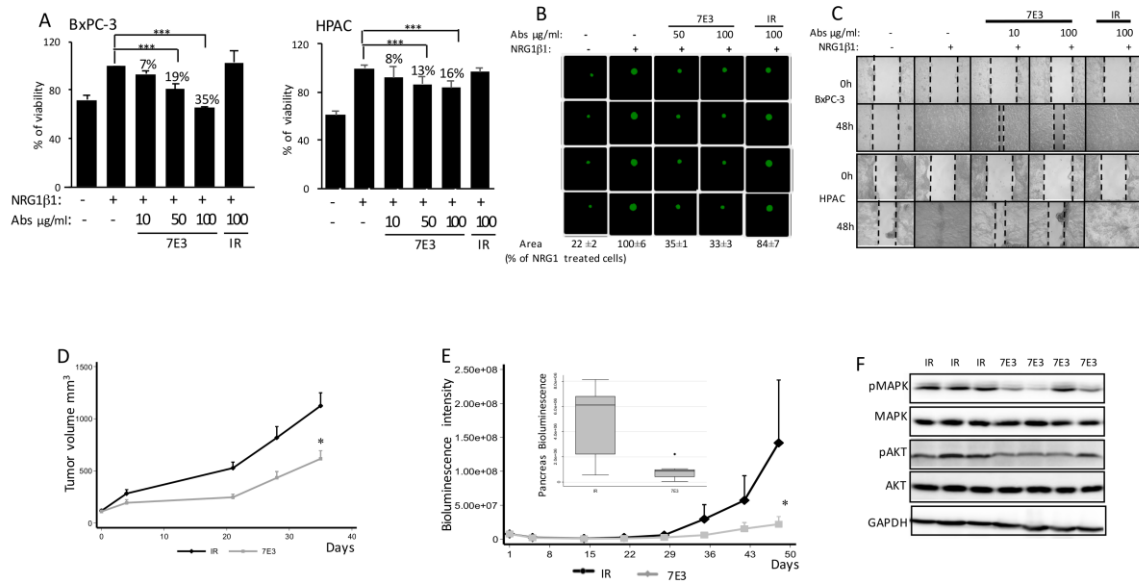 A
BxPC-3
% of viability
120
80
40
0
***
***
7%
19%
35%
NRG1β1: - + + + + +
Abs µg/ml: - - 10 50 100 100
7E3 IR
HPAC
% of viability
120
80
40
0
***
***
8%
13%
16%
- + + + + +
- - 10 50 100 100
7E3 IR
B
7E3 IR
Abs µg/ml: - - 50 100 100
NRG1β1: - + + + +
Area 22 ±2 100±6 35±1 33±3 84±7
(% of NRG1 treated cells)
C
7E3 IR
Abs µg/ml: - - 10 100 100
NRG1β1: - + + + +
0h
BxPC-3
48h
0h
HPAC
48h
D
Tumor volume mm³
1500
1000
500
0
*
0 10 20 30 40
Days
IR 7E3
E
Bioluminescence intensity
2.50e+08
2.00e+08
1.50e+08
1.00e+08
5.00e+07
0
Pancreas Bioluminescence
IR 7E3
*
1 8 15 22 29 36 43 50
Days
IR 7E3
F
IR IR IR 7E3 7E3 7E3 7E3
pMAPK
MAPK
pAKT
AKT
GAPDH